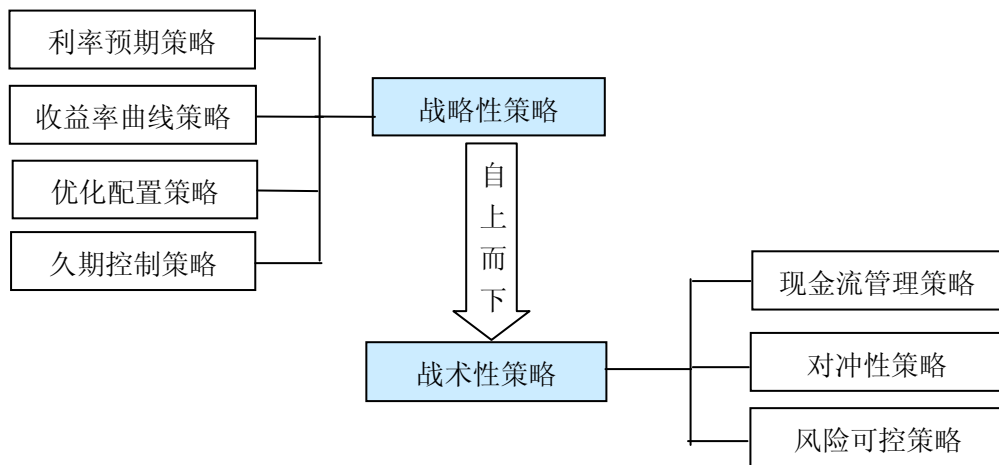 利率预期策略
收益率曲线策略
优化配置策略
久期控制策略
战略性策略
自
上
而
下
战术性策略
现金流管理策略
对冲性策略
风险可控策略